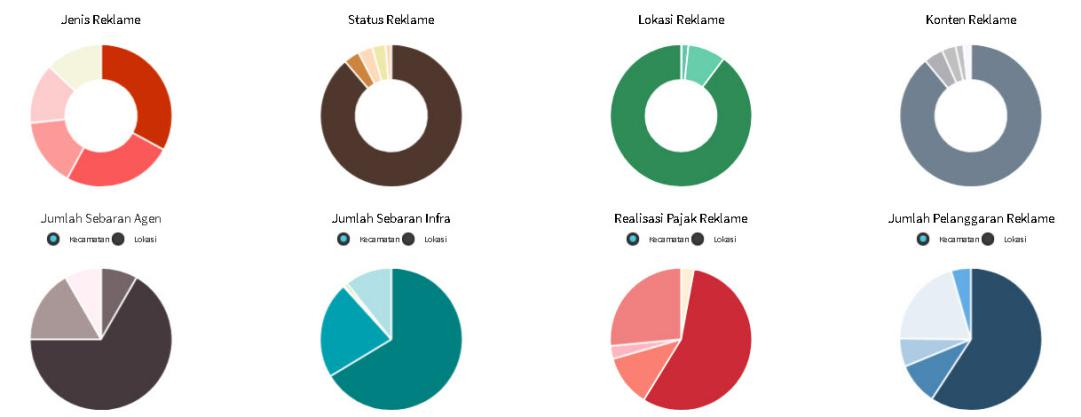 Jenis Reklame
Status Reklame
Lokasi Reklame
Konten Reklame
Jumlah Sebaran Agen
Kecamatan Lokasi
Jumlah Sebaran Infra
Kecamatan Lokasi
Realisasi Pajak Reklame
Kecamatan Lokasi
Jumlah Pelanggaran Reklame
Kecamatan Lokasi